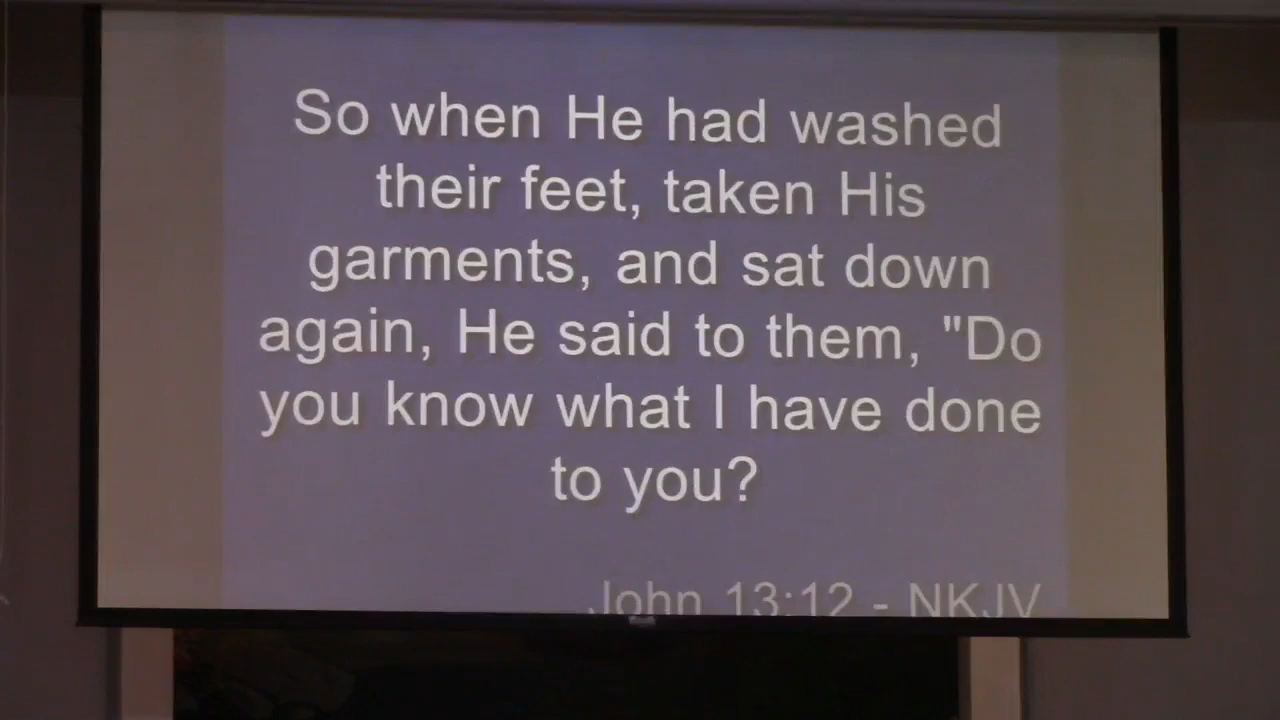 So when He had washed
their feet, taken His
garments, and sat down
again, He said to them, "Do
you know what I have done
to you?
John 13:12 - NKJV